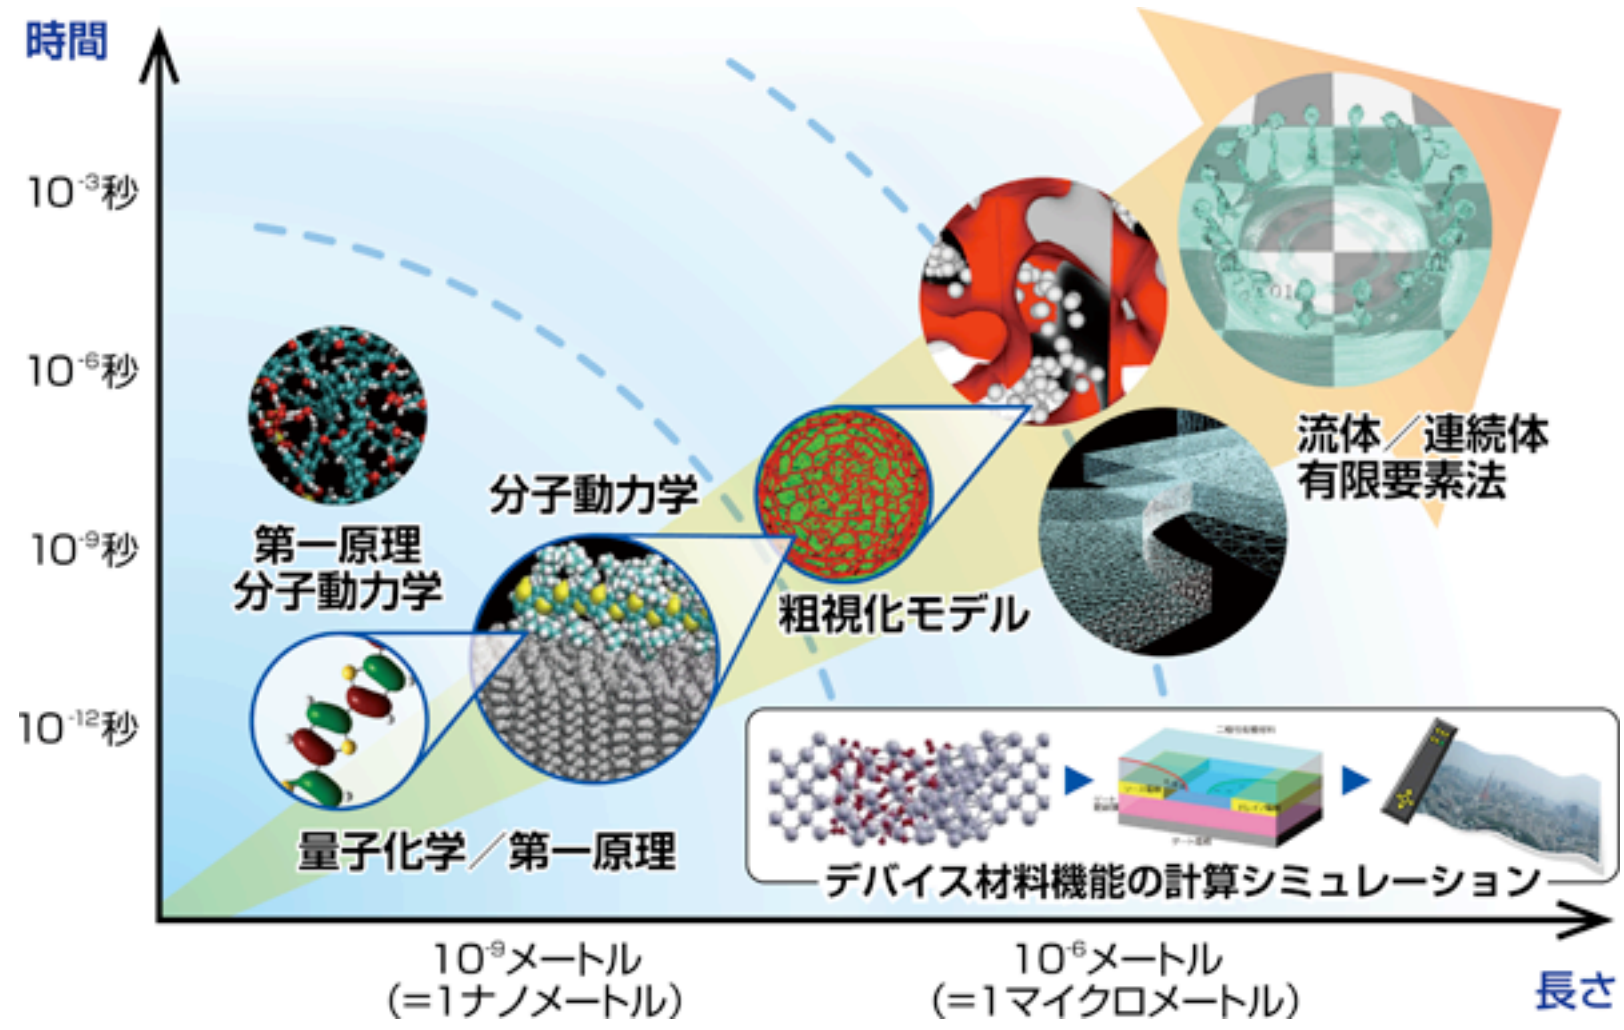 時間
10⁻³秒
10⁻⁶秒
10⁻⁹秒
10⁻¹²秒
第一原理
分子動力学
分子動力学
量子化学／第一原理
粗視化モデル
流体／連続体
有限要素法
デバイス材料機能の計算シミュレーション
10⁻⁹メートル
(=1ナノメートル)
10⁻⁶メートル
(=1マイクロメートル)
長さ